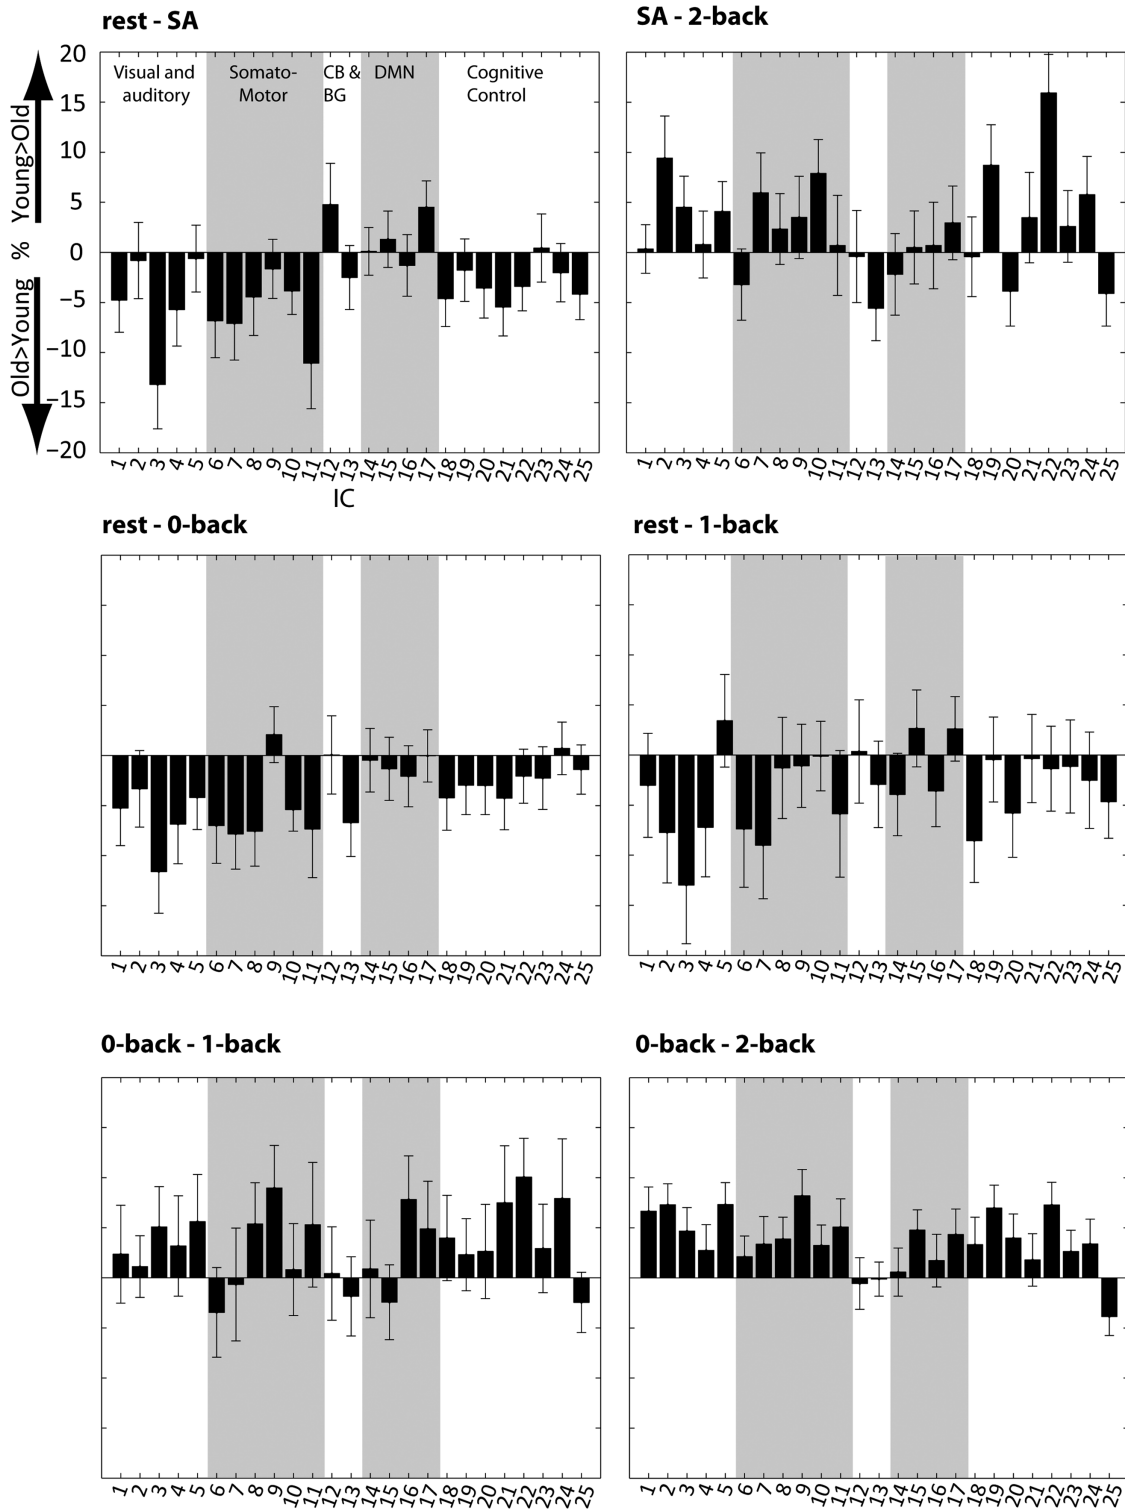 rest - SA
SA - 2-back
Young>Old
%
Old>Young
20
15
10
5
0
−5
−10
−15
−20
Visual and
auditory
Somato-
Motor
CB &
BG
DMN
Cognitive
Control
1 2 3 4 5 6 7 8 9 10 11 12 13 14 15 16 17 18 19 20 21 22 23 24 25
IC
1 2 3 4 5 6 7 8 9 10 11 12 13 14 15 16 17 18 19 20 21 22 23 24 25
rest - 0-back
rest - 1-back
1 2 3 4 5 6 7 8 9 10 11 12 13 14 15 16 17 18 19 20 21 22 23 24 25
1 2 3 4 5 6 7 8 9 10 11 12 13 14 15 16 17 18 19 20 21 22 23 24 25
0-back - 1-back
0-back - 2-back
1 2 3 4 5 6 7 8 9 10 11 12 13 14 15 16 17 18 19 20 21 22 23 24 25
1 2 3 4 5 6 7 8 9 10 11 12 13 14 15 16 17 18 19 20 21 22 23 24 25